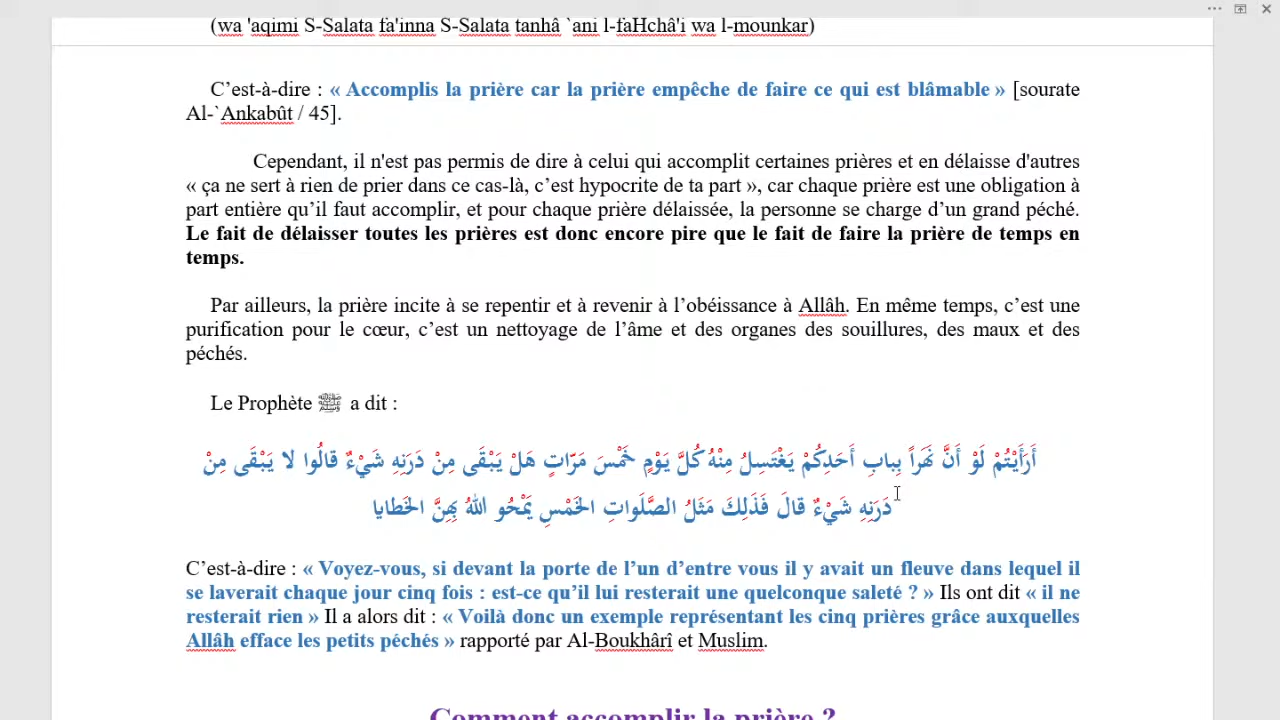 (wa 'aqimi S-Salata fa'inna S-Salata tanhâ `ani l-faHchâ'i wa l-mounkar)
C’est-à-dire : « Accomplis la prière car la prière empêche de faire ce qui est blâmable » [sourate
Al-`Ankabût / 45].
Cependant, il n'est pas permis de dire à celui qui accomplit certaines prières et en délaisse d'autres
« ça ne sert à rien de prier dans ce cas-là, c’est hypocrite de ta part », car chaque prière est une obligation à
part entière qu’il faut accomplir, et pour chaque prière délaissée, la personne se charge d’un grand péché.
Le fait de délaisser toutes les prières est donc encore pire que le fait de faire la prière de temps en
temps.
Par ailleurs, la prière incite à se repentir et à revenir à l’obéissance à Allâh. En même temps, c’est une
purification pour le cœur, c’est un nettoyage de l’âme et des organes des souillures, des maux et des
péchés.
Le Prophète ﷺ a dit :
أَرَأَيْتُمْ لَوْ أَنَّ نَهَراً بِبابِ أَحَدِكُمْ يَغْتَسِلُ مِنْهُ كُلَّ يَوْمٍ خَمْسَ مَرّاتٍ هَلْ يَبْقَى مِنْ دَرَنِهِ شَيْءٌ قالُوا لا يَبْقَى مِنْ
دَرَنِهِ شَيْءٌ قالَ فَذَلِكَ مَثَلُ الصَّلَواتِ الخَمْسِ يَمْحُو اللهُ بِهِنَّ الخَطايا
C’est-à-dire : « Voyez-vous, si devant la porte de l’un d’entre vous il y avait un fleuve dans lequel il
se laverait chaque jour cinq fois : est-ce qu’il lui resterait une quelconque saleté ? » Ils ont dit « il ne
resterait rien » Il a alors dit : « Voilà donc un exemple représentant les cinq prières grâce auxquelles
Allâh efface les petits péchés » rapporté par Al-Boukhârî et Muslim.
Comment accomplir la prière ?